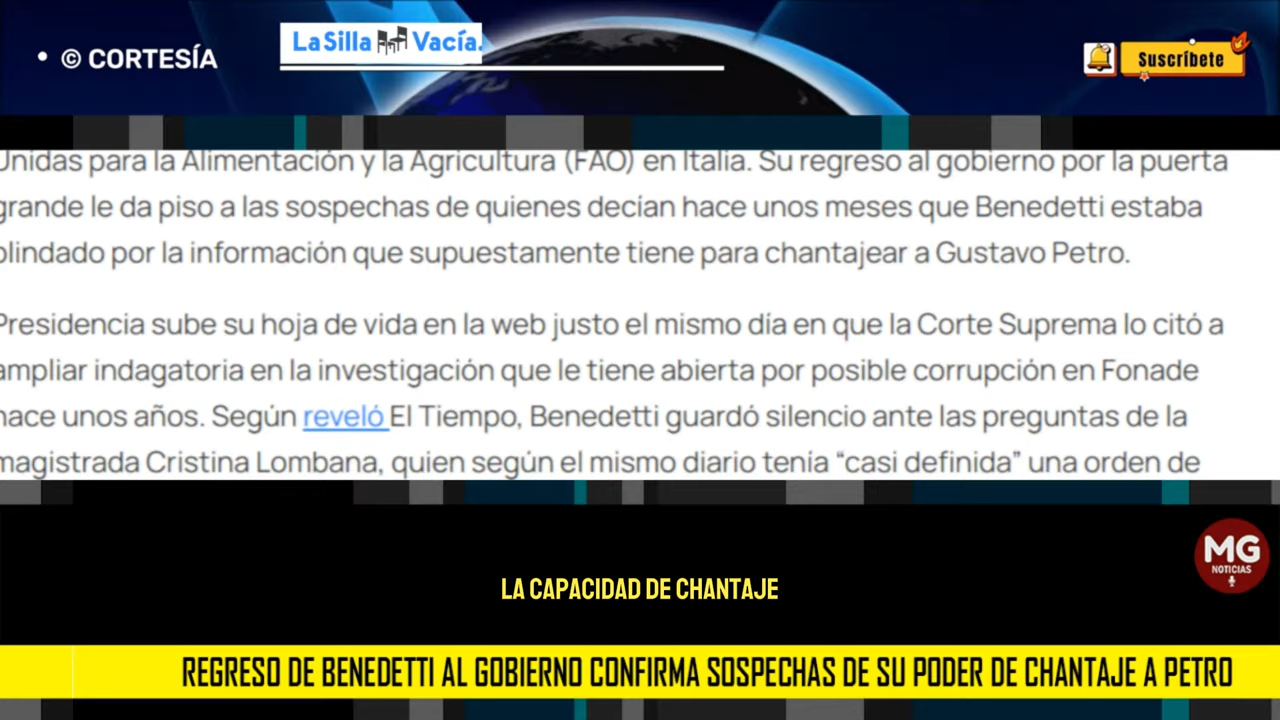 • © CORTESÍA
La Silla Vacía.
Suscríbete
Unidas para la Alimentación y la Agricultura (FAO) en Italia. Su regreso al gobierno por la puerta
grande le da piso a las sospechas de quienes decían hace unos meses que Benedetti estaba
blindado por la información que supuestamente tiene para chantajear a Gustavo Petro.
Presidencia sube su hoja de vida en la web justo el mismo día en que la Corte Suprema lo citó a
ampliar indagatoria en la investigación que le tiene abierta por posible corrupción en Fonade
hace unos años. Según reveló El Tiempo, Benedetti guardó silencio ante las preguntas de la
magistrada Cristina Lombana, quien según el mismo diario tenía “casi definida” una orden de
MG
NOTICIAS
LA CAPACIDAD DE CHANTAJE
REGRESO DE BENEDETTI AL GOBIERNO CONFIRMA SOSPECHAS DE SU PODER DE CHANTAJE A PETRO